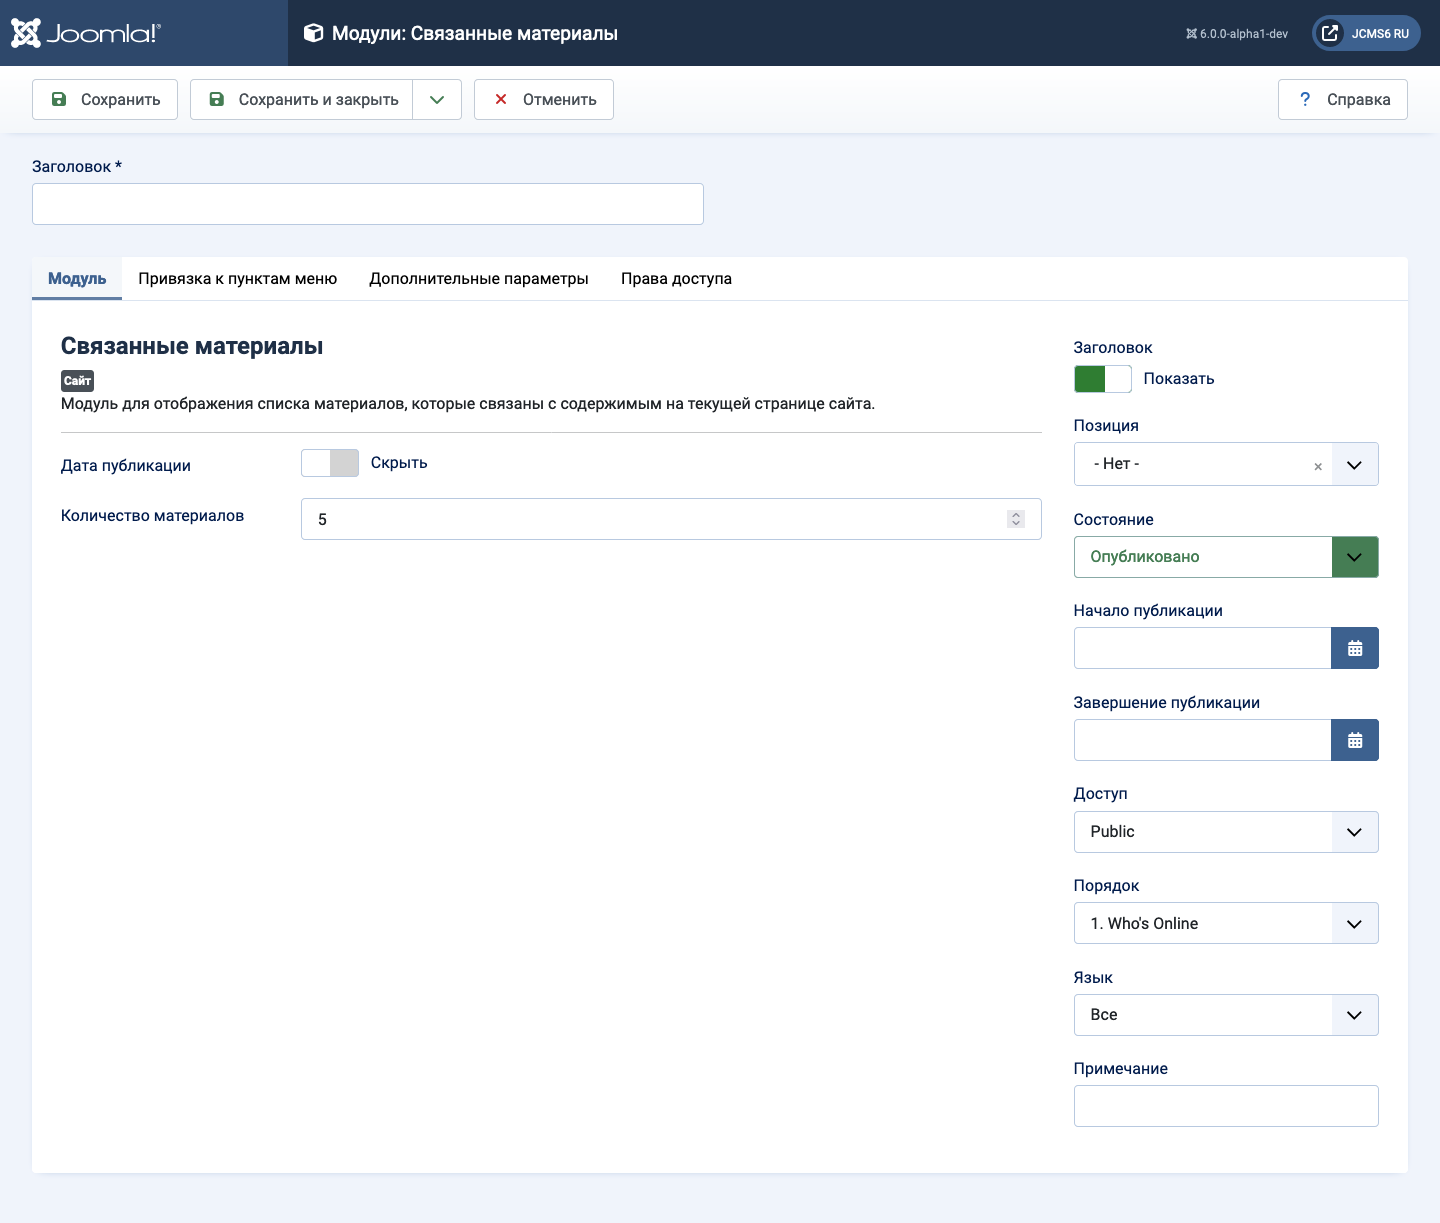 Joomla!®
Модули: Связанные материалы
6.0.0-alpha1-dev
JCMS6 RU
Сохранить
Сохранить и закрыть
Отменить
? Справка
Заголовок *
Модуль
Привязка к пунктам меню
Дополнительные параметры
Права доступа
Связанные материалы
Сайт
Модуль для отображения списка материалов, которые связаны с содержимым на текущей странице сайта.
Дата публикации
Скрыть
Количество материалов
5
Заголовок
Показать
Позиция
- Нет -
×
Состояние
Опубликовано
Начало публикации
Завершение публикации
Доступ
Public
Порядок
1. Who's Online
Язык
Все
Примечание